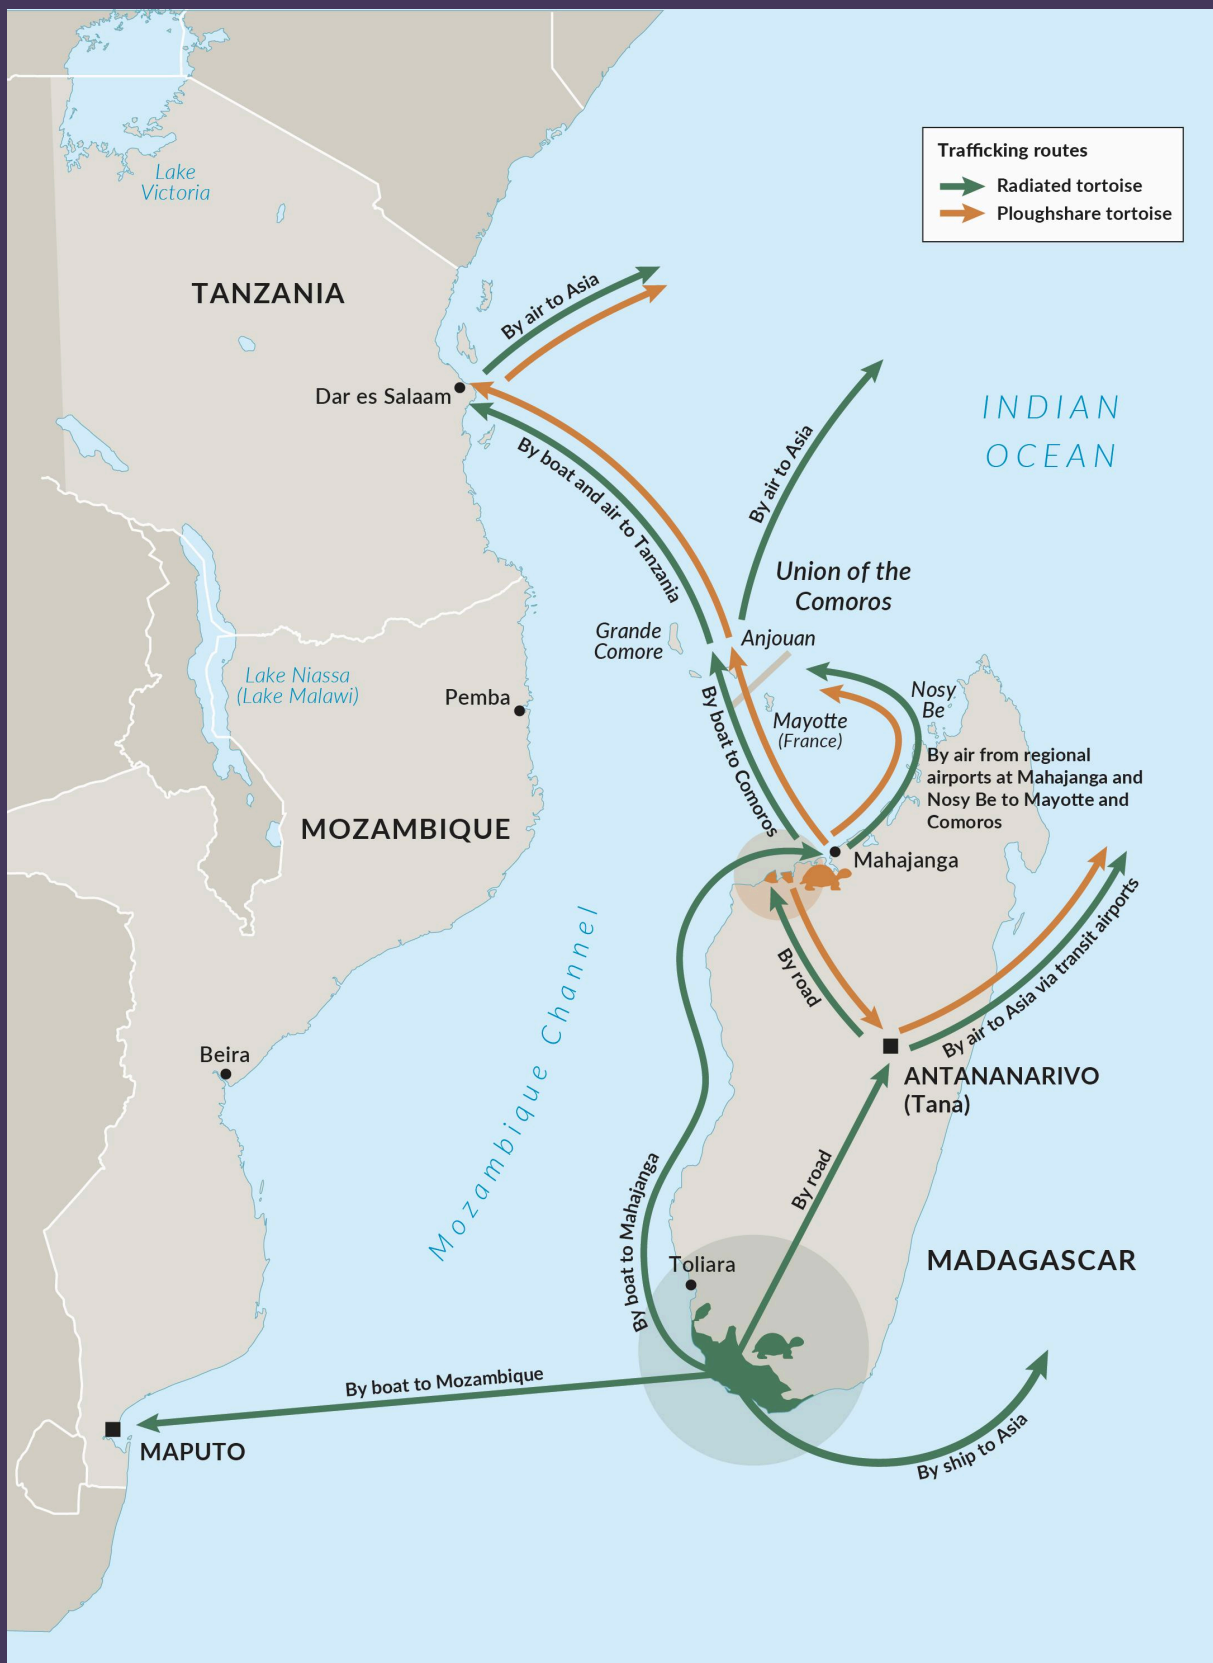 Trafficking routes
Radiated tortoise
Ploughshare tortoise
Lake
Victoria
TANZANIA
By air to Asia
Dar es Salaam
By boat and air to Tanzania
By air to Asia
INDIAN
OCEAN
Union of the
Comoros
Grande
Comore
Anjouan
Lake Niassa
(Lake Malawi)
Pemba
Mayotte
(France)
Nosy
Be
By boat to Comoros
By air from regional
airports at Mahajanga and
Nosy Be to Mayotte and
Comoros
MOZAMBIQUE
Mahajanga
By road
By air to Asia via transit airports
Mozambique Channel
Beira
ANTANANARIVO
(Tana)
By road
By boat to Mahajanga
Toliara
MADAGASCAR
By boat to Mozambique
MAPUTO
By ship to Asia